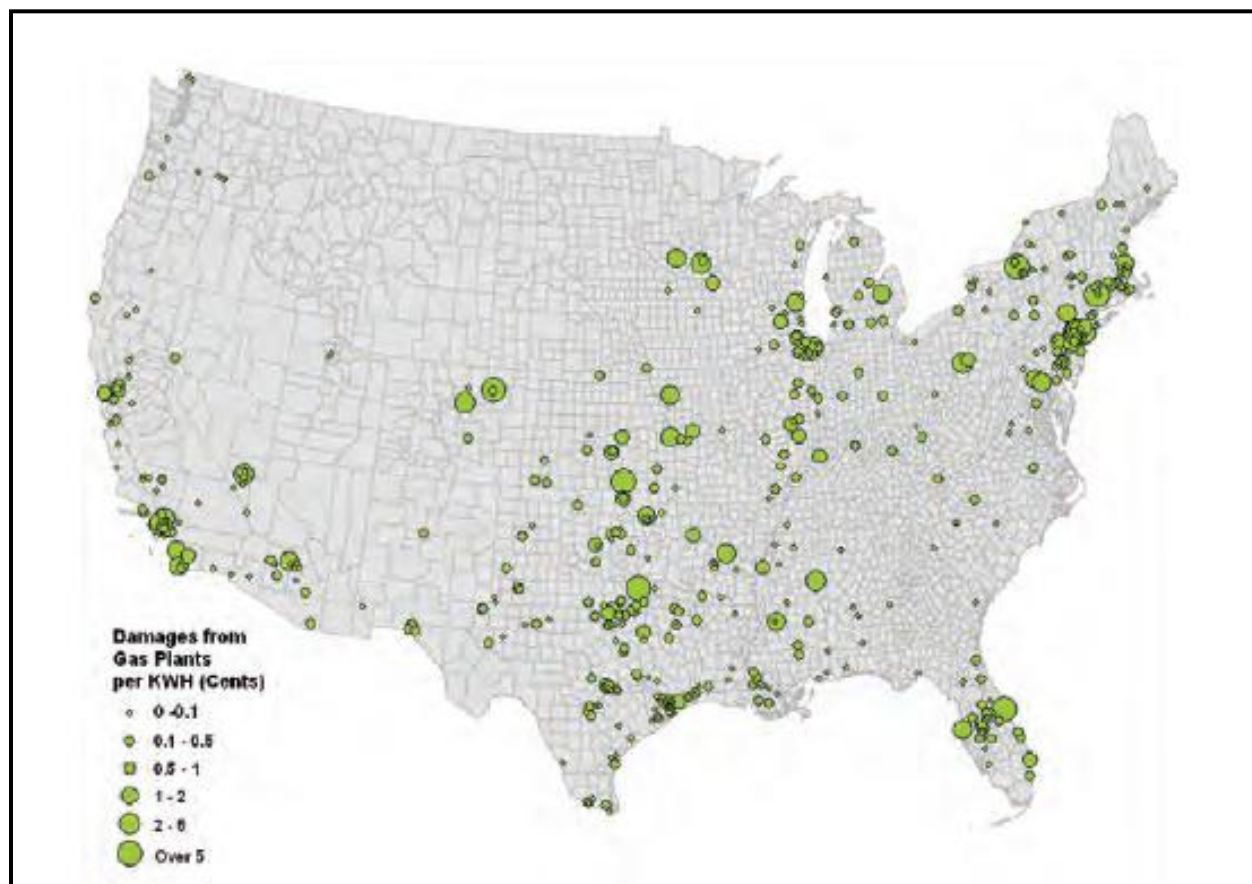 Damages from
Gas Plants
per KWH (Cents)
0 -0.1
0.1 - 0.5
0.5 - 1
1 - 2
2 - 5
Over 5